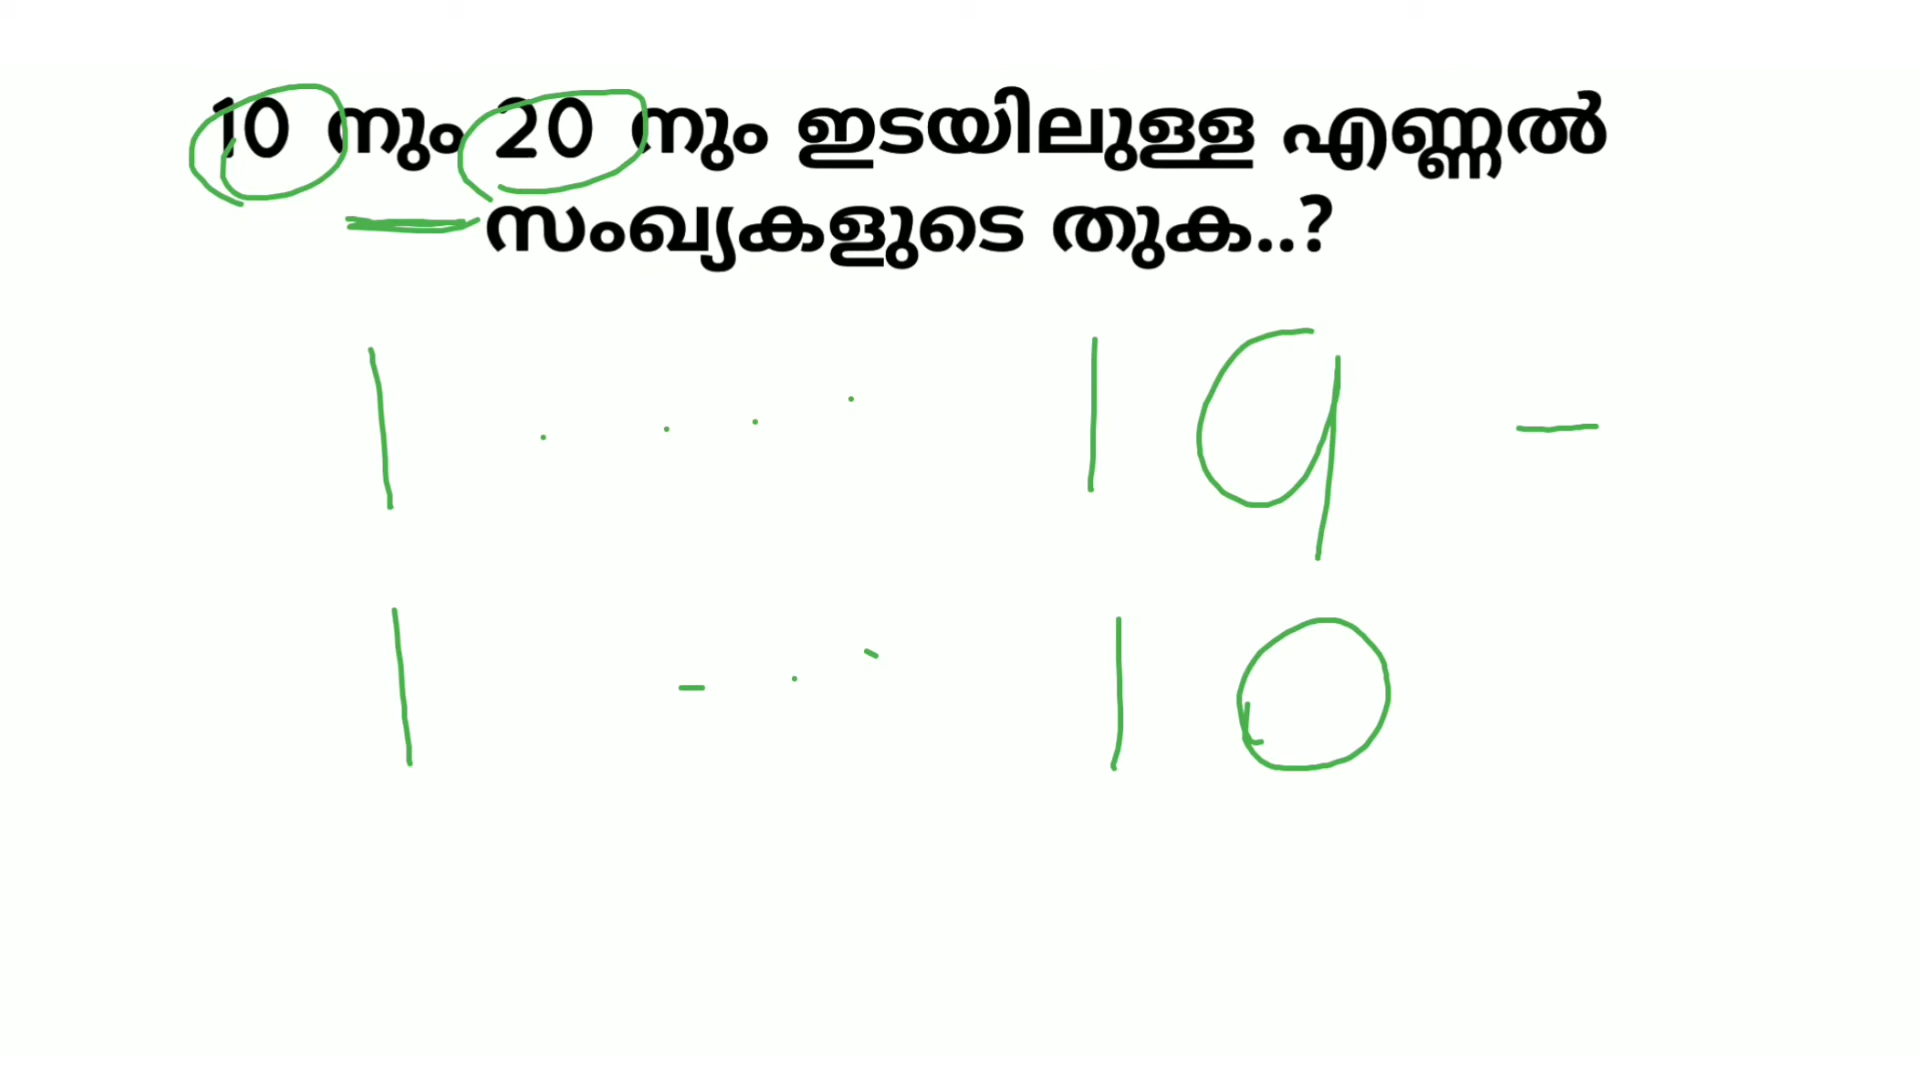 10 നും 20 നും ഇടയിലുള്ള എണ്ണൽ
സംഖ്യകളുടെ തുക..?
1 . . . . 19 -
1 - . . 10